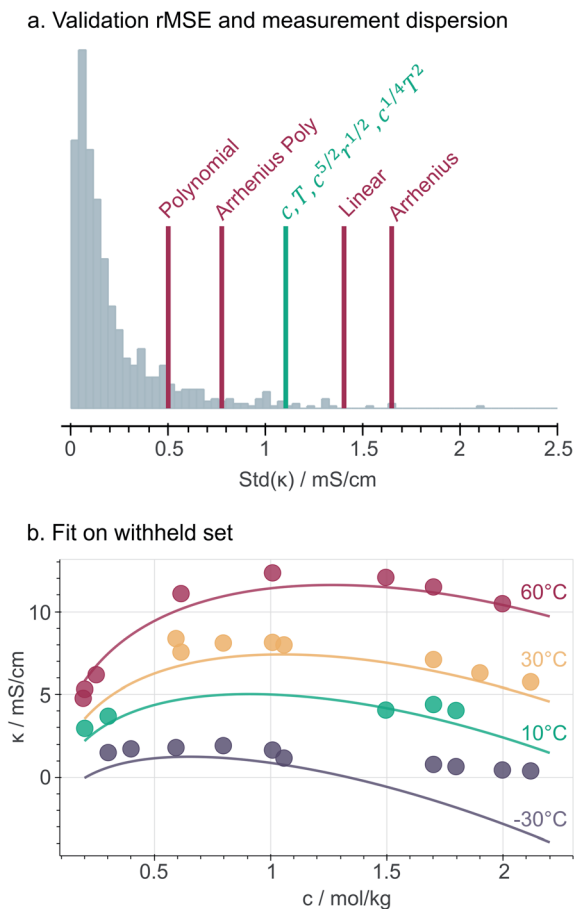 a. Validation rMSE and measurement dispersion
Polynomial
Arrhenius Poly
c, T, c^{5/2}r^{1/2}, c^{1/4}T^2
Linear
Arrhenius
0 0.5 1 1.5 2 2.5
Std(κ) / mS/cm
b. Fit on withheld set
κ / mS/cm
10
5
0
60°C
30°C
10°C
-30°C
0.5 1 1.5 2
c / mol/kg